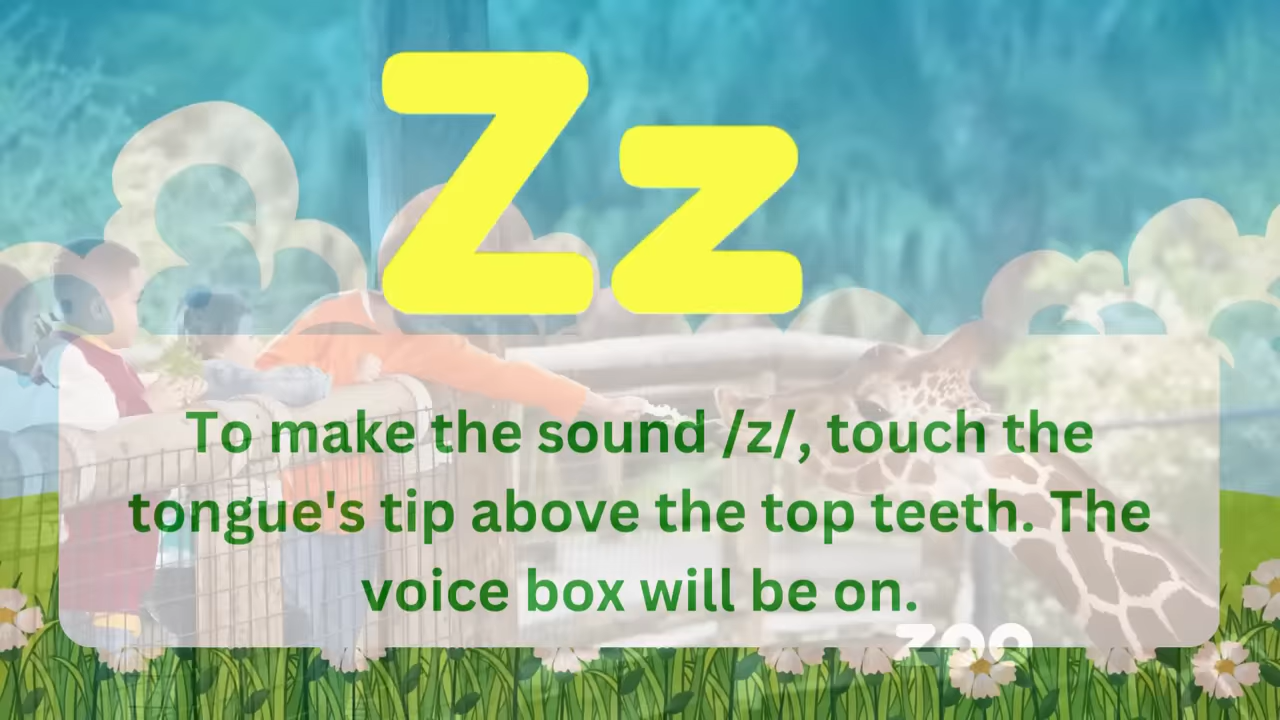 Zz
To make the sound /z/, touch the
tongue's tip above the top teeth. The
voice box will be on.
zoo